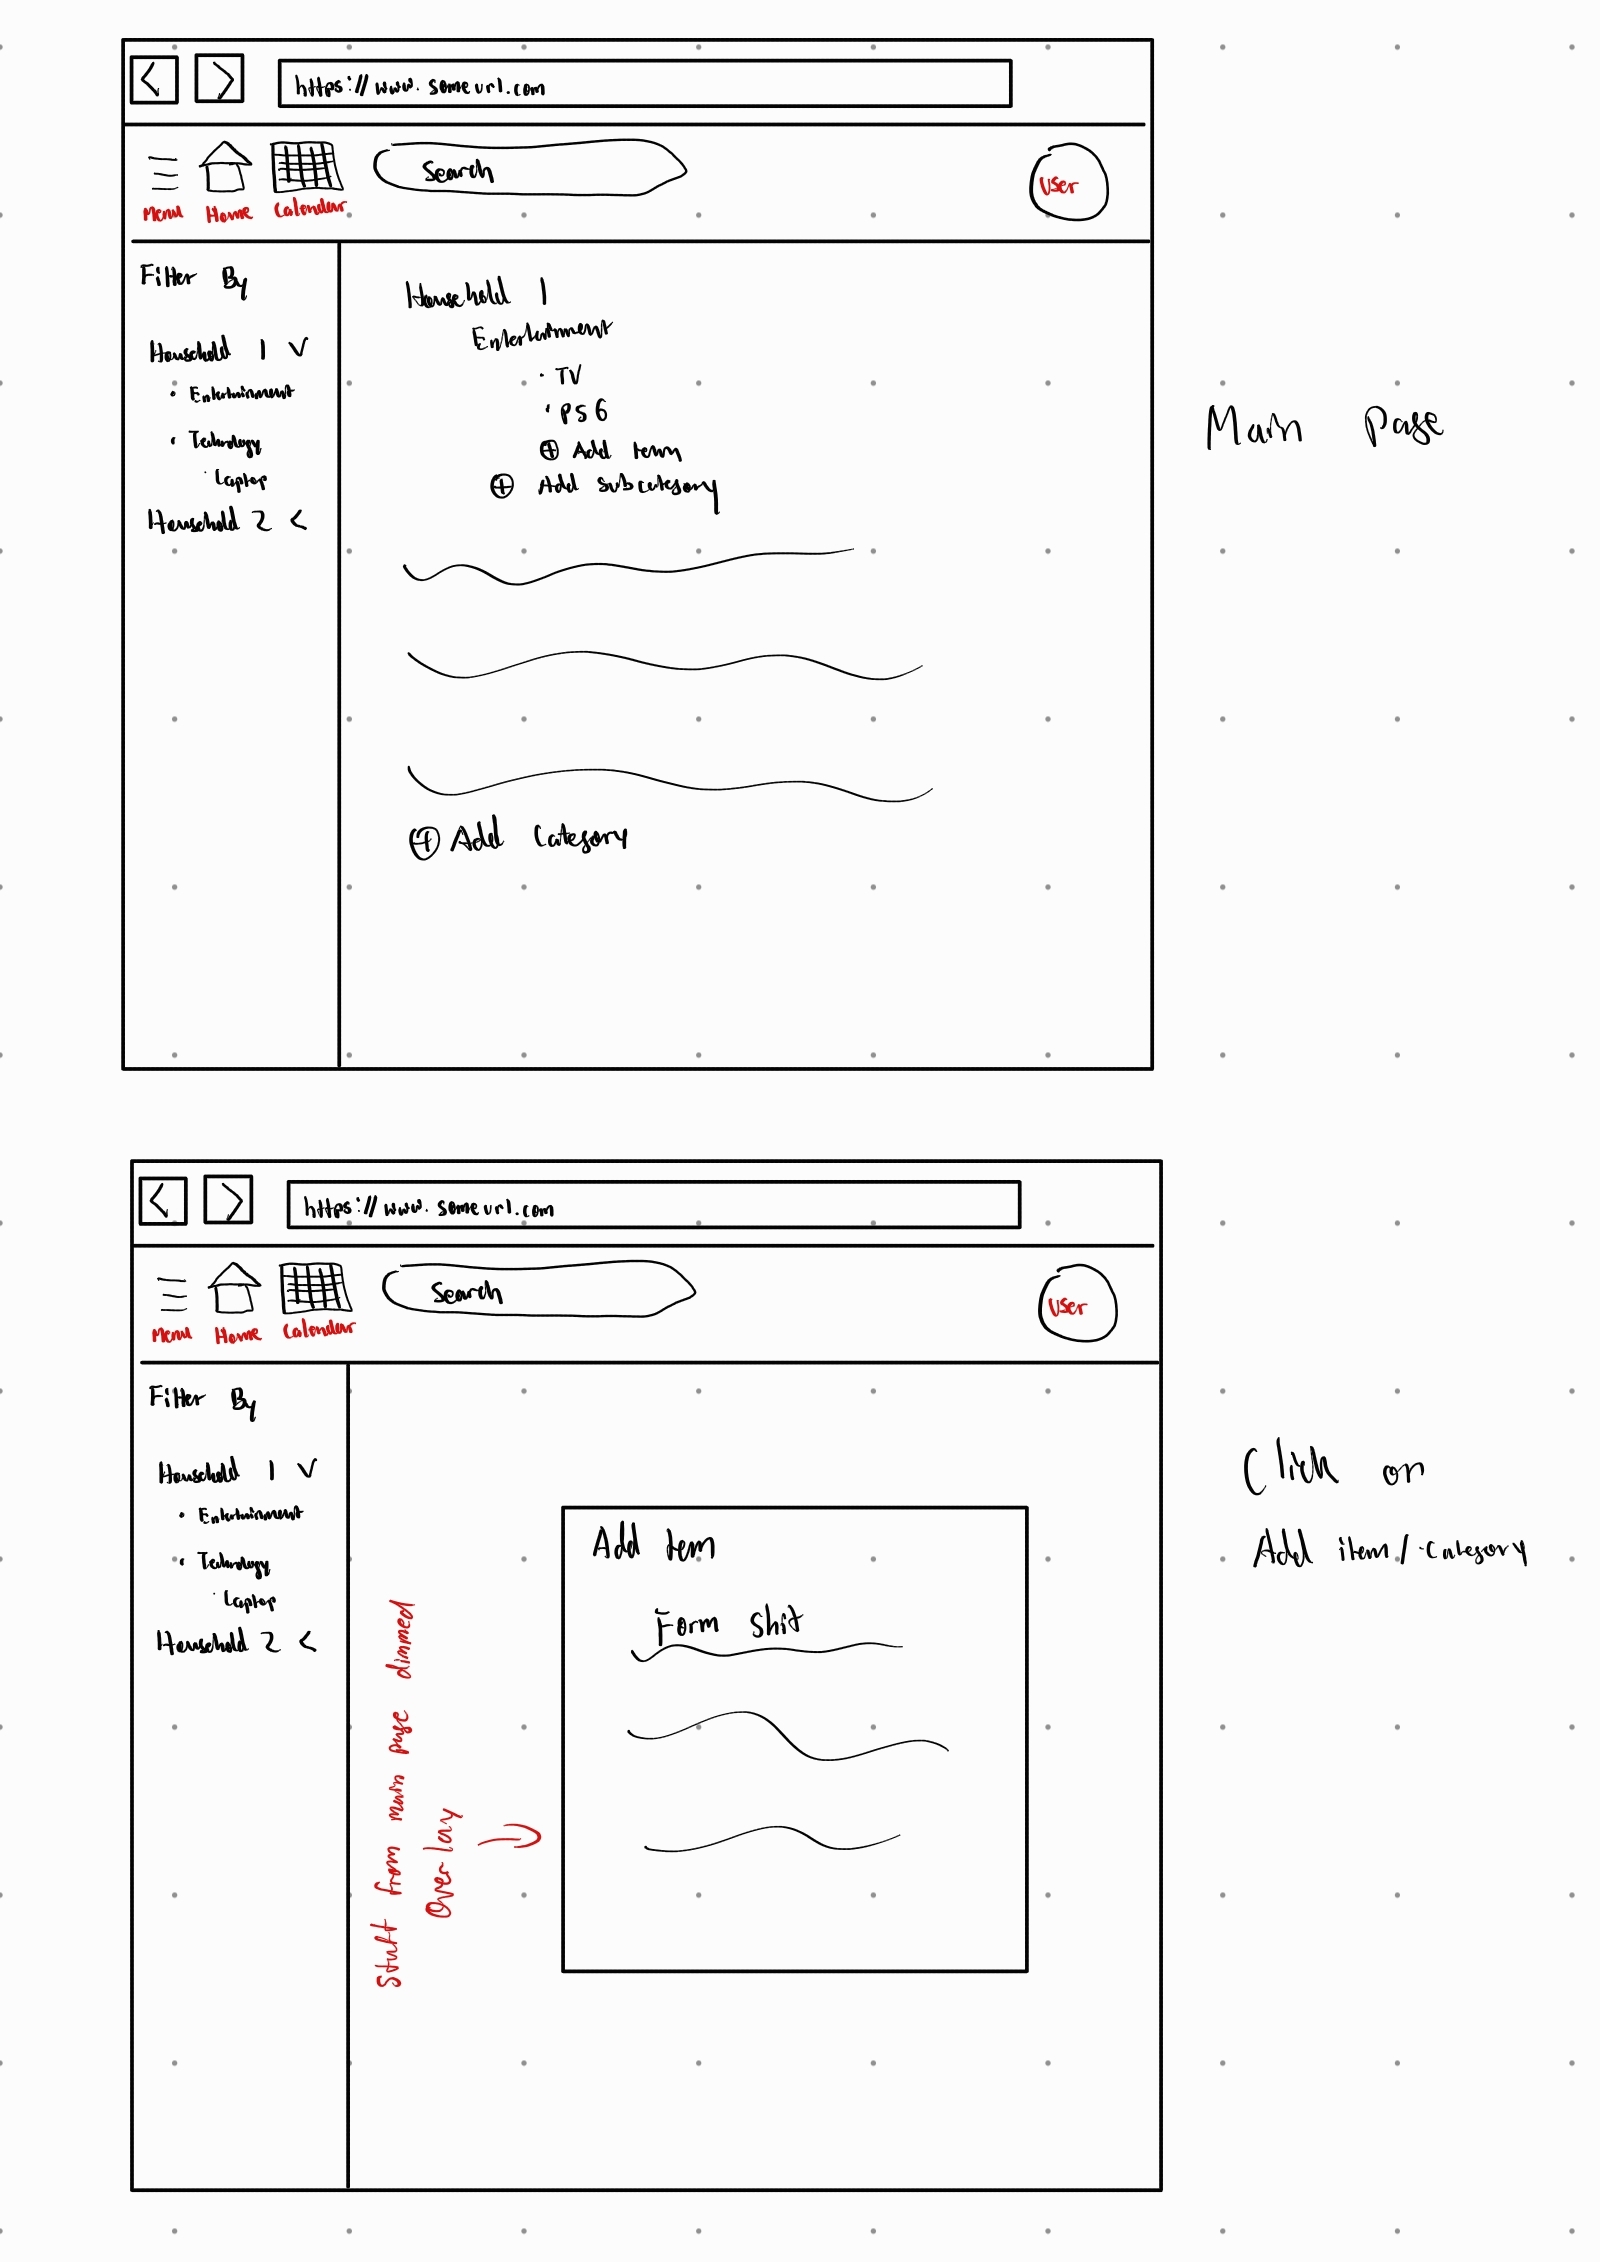 https://www.someurl.com
Search
User
Menu Home Calendar
Filter By
Household 1 v
• Entertainment
• Technology
· Laptop
Household 2 <
Household 1
Entertainment
· TV
· PS6
+ Add item
+ Add subcategory
+ Add Category
Main Page
https://www.someurl.com
Search
User
Menu Home Calendar
Filter By
Household 1 v
• Entertainment
• Technology
· Laptop
Household 2 <
Stuff from main page dimmed
Overlay
Add item
Form Shit
Click on
Add item/category